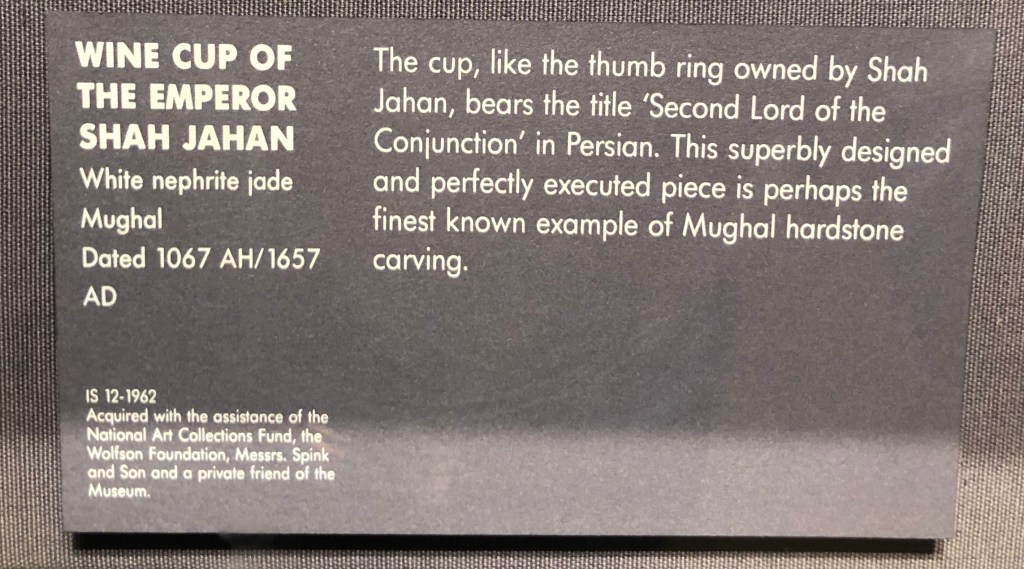 WINE CUP OF
THE EMPEROR
SHAH JAHAN
White nephrite jade
Mughal
Dated 1067 AH/1657
AD
IS 12-1962
Acquired with the assistance of the
National Art Collections Fund, the
Wolfson Foundation, Messrs. Spink
and Son and a private friend of the
Museum.
The cup, like the thumb ring owned by Shah
Jahan, bears the title ‘Second Lord of the
Conjunction’ in Persian. This superbly designed
and perfectly executed piece is perhaps the
finest known example of Mughal hardstone
carving.